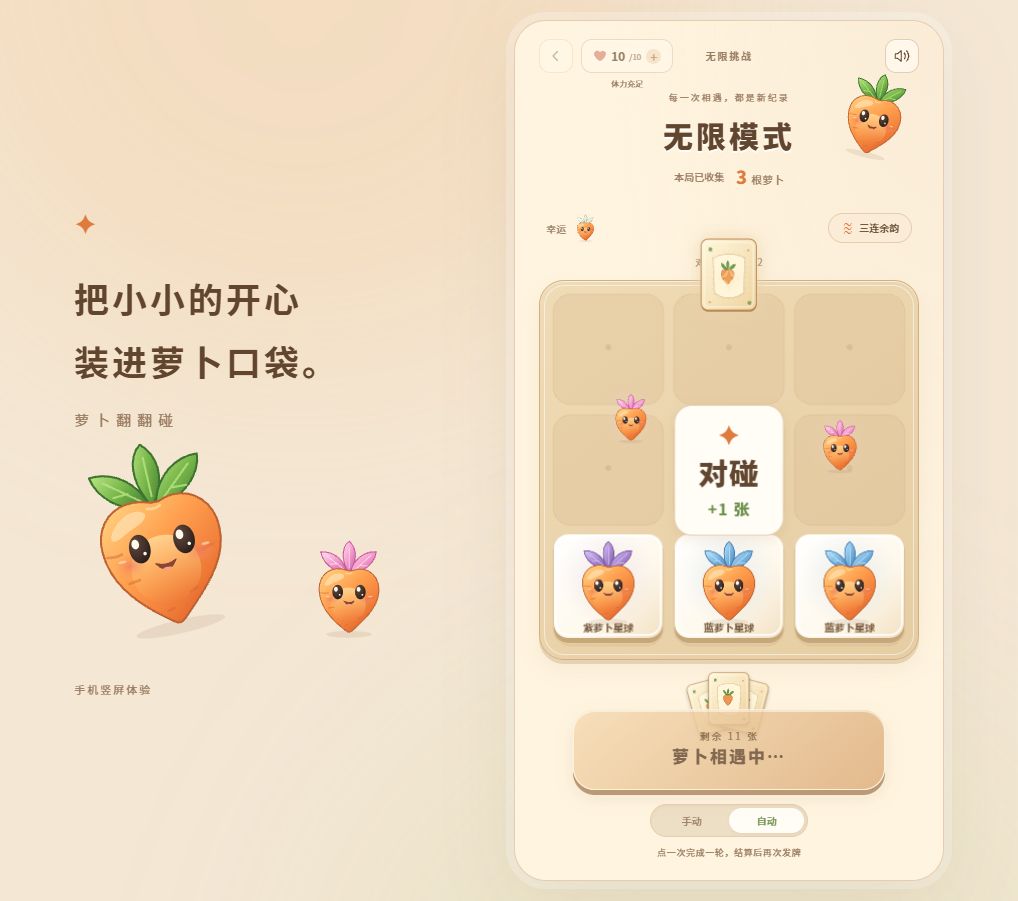 把小小的开心
装进萝卜口袋。
萝卜翻翻碰
手机竖屏体验
10 /10 +
无限挑战
体力充足
每一次相遇，都是新纪录
无限模式
本局已收集 3 根萝卜
幸运
三连余韵
2
对碰
+1 张
紫萝卜星球
蓝萝卜星球
蓝萝卜星球
剩余 11 张
萝卜相遇中···
手动
自动
点一次完成一轮，结算后再次发牌